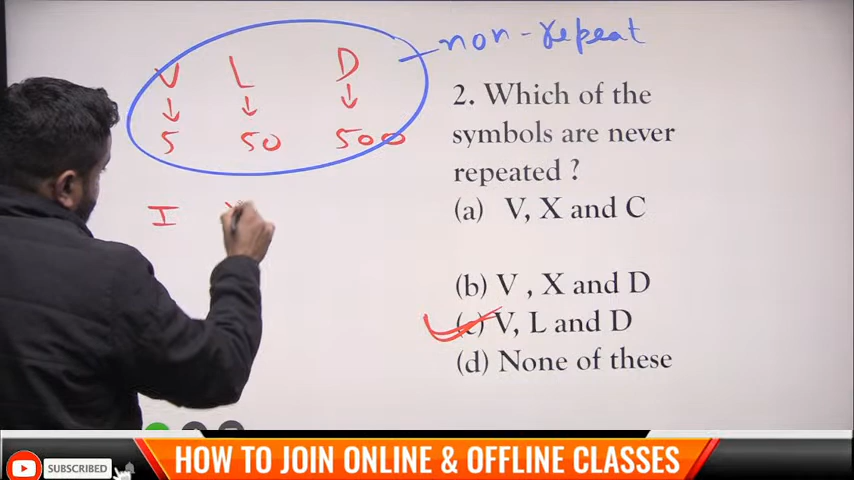 V L D non-repeat
↓ ↓ ↓
5 50 500
I
2. Which of the
symbols are never
repeated ?
(a) V, X and C
(b) V , X and D
(c) V, L and D
(d) None of these
SUBSCRIBED
HOW TO JOIN ONLINE & OFFLINE CLASSES